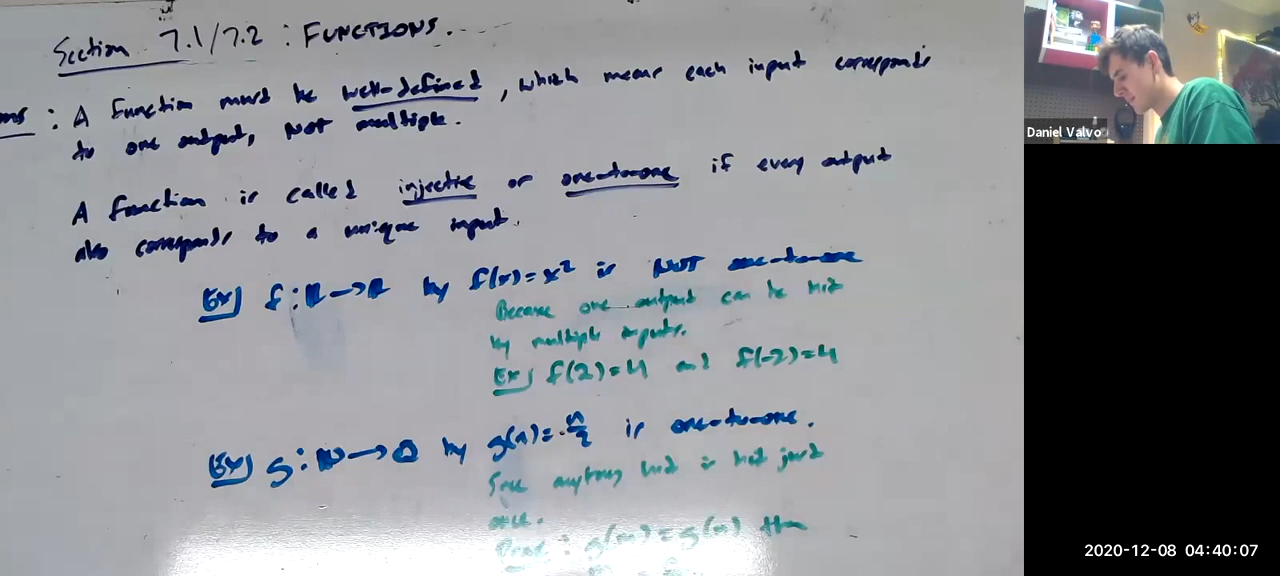 Section 7.1/7.2 : FUNCTIONS.
ms : A function must be well-defined, which means each input corresponds
to one output, NOT multiple.
A function is called injective or one-to-one if every output
also corresponds to a unique input.
Ex) f: ℝ→ℝ by f(x)=x² is NOT one-to-one
Because one output can be hit
by multiple inputs.
Ex) f(2)=4 and f(-2)=4
Ex) g: ℕ→ℚ by g(n)=n/2 is one-to-one.
Since anything hit is hit just
once.
Proof : g(m)=g(n) then
Daniel Valvo
2020-12-08 04:40:07